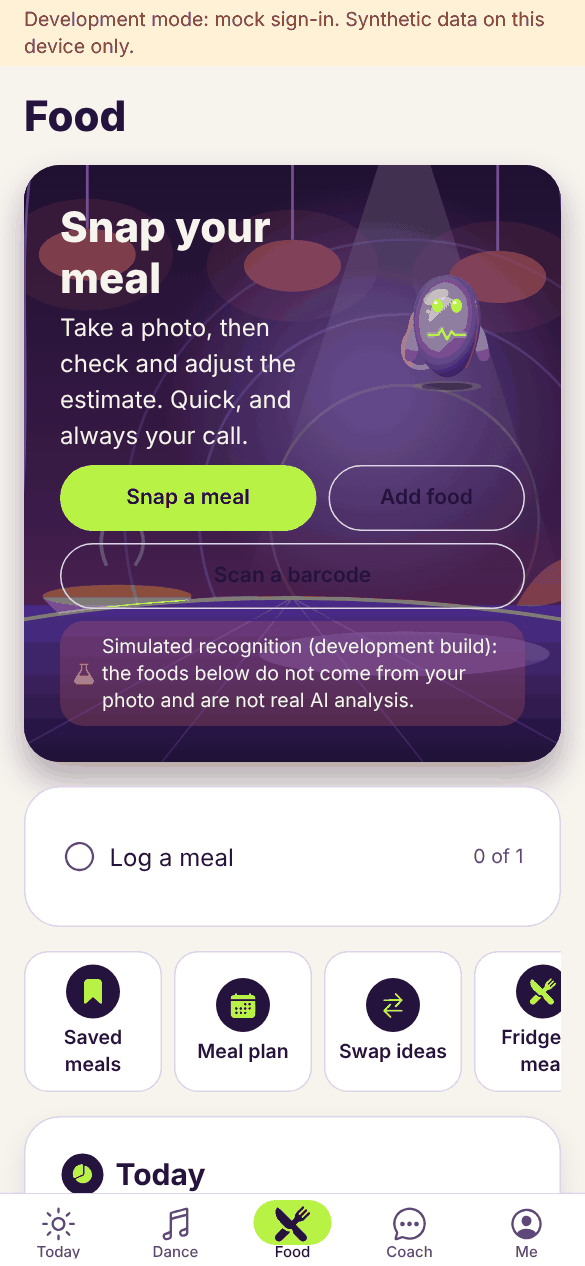 Development mode: mock sign-in. Synthetic data on this
device only.
Food
Snap your
meal
Take a photo, then
check and adjust the
estimate. Quick, and
always your call.
Snap a meal
Add food
Scan a barcode
Simulated recognition (development build):
the foods below do not come from your
photo and are not real AI analysis.
Log a meal
0 of 1
Saved
meals
Meal plan
Swap ideas
Fridge
mea
Today
Today
Dance
Food
Coach
Me